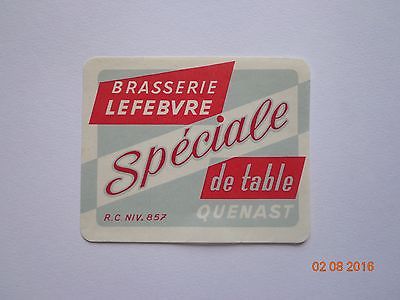 BRASSERIE
LEFEBVRE
Spéciale
de table
R.C. NIV. 857
QUENAST
02 08 2016